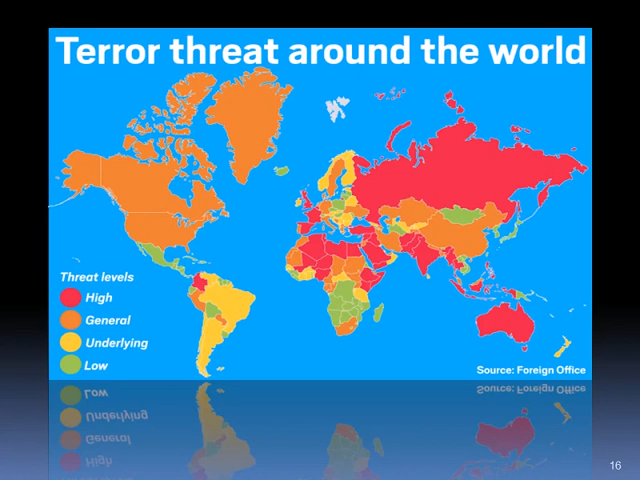 Terror threat around the world
Threat levels
High
General
Underlying
Low
Source: Foreign Office
16